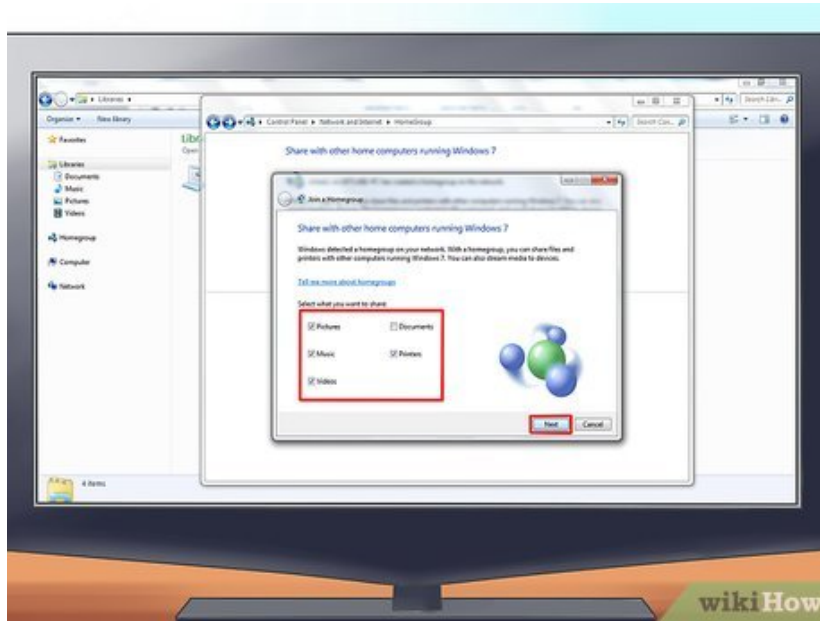 Libraries
Search Con...
Organize
New library
Favorites
Libraries
Documents
Music
Pictures
Videos
Homegroup
Computer
Network
4 items
Control Panel Network and Internet HomeGroup
Search Con...
Share with other home computers running Windows 7
Join a Homegroup
Share with other home computers running Windows 7
Windows detected a homegroup on your network. With a homegroup, you can share files and
printers with other computers running Windows 7. You can also stream media to devices.
Tell me more about homegroups
Select what you want to share:
Pictures
Documents
Music
Printers
Videos
Next
Cancel
wikiHow